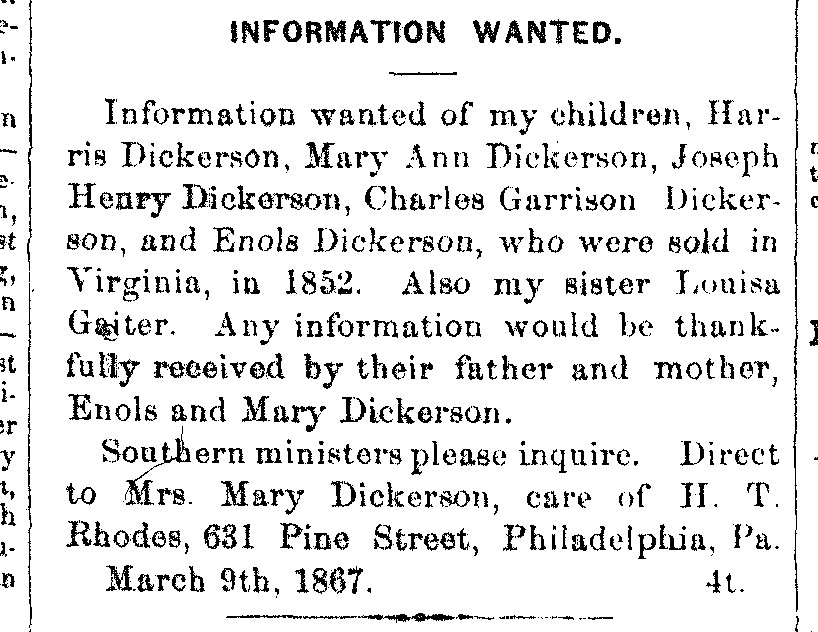 INFORMATION WANTED.
Information wanted of my children, Har-
ris Dickerson, Mary Ann Dickerson, Joseph
Henry Dickerson, Charles Garrison Dicker-
son, and Enols Dickerson, who were sold in
Virginia, in 1852. Also my sister Louisa
Gaiter. Any information would be thank-
fully received by their father and mother,
Enols and Mary Dickerson.
Southern ministers please inquire. Direct
to Mrs. Mary Dickerson, care of H. T.
Rhodes, 631 Pine Street, Philadelphia, Pa.
March 9th, 1867. 4t.